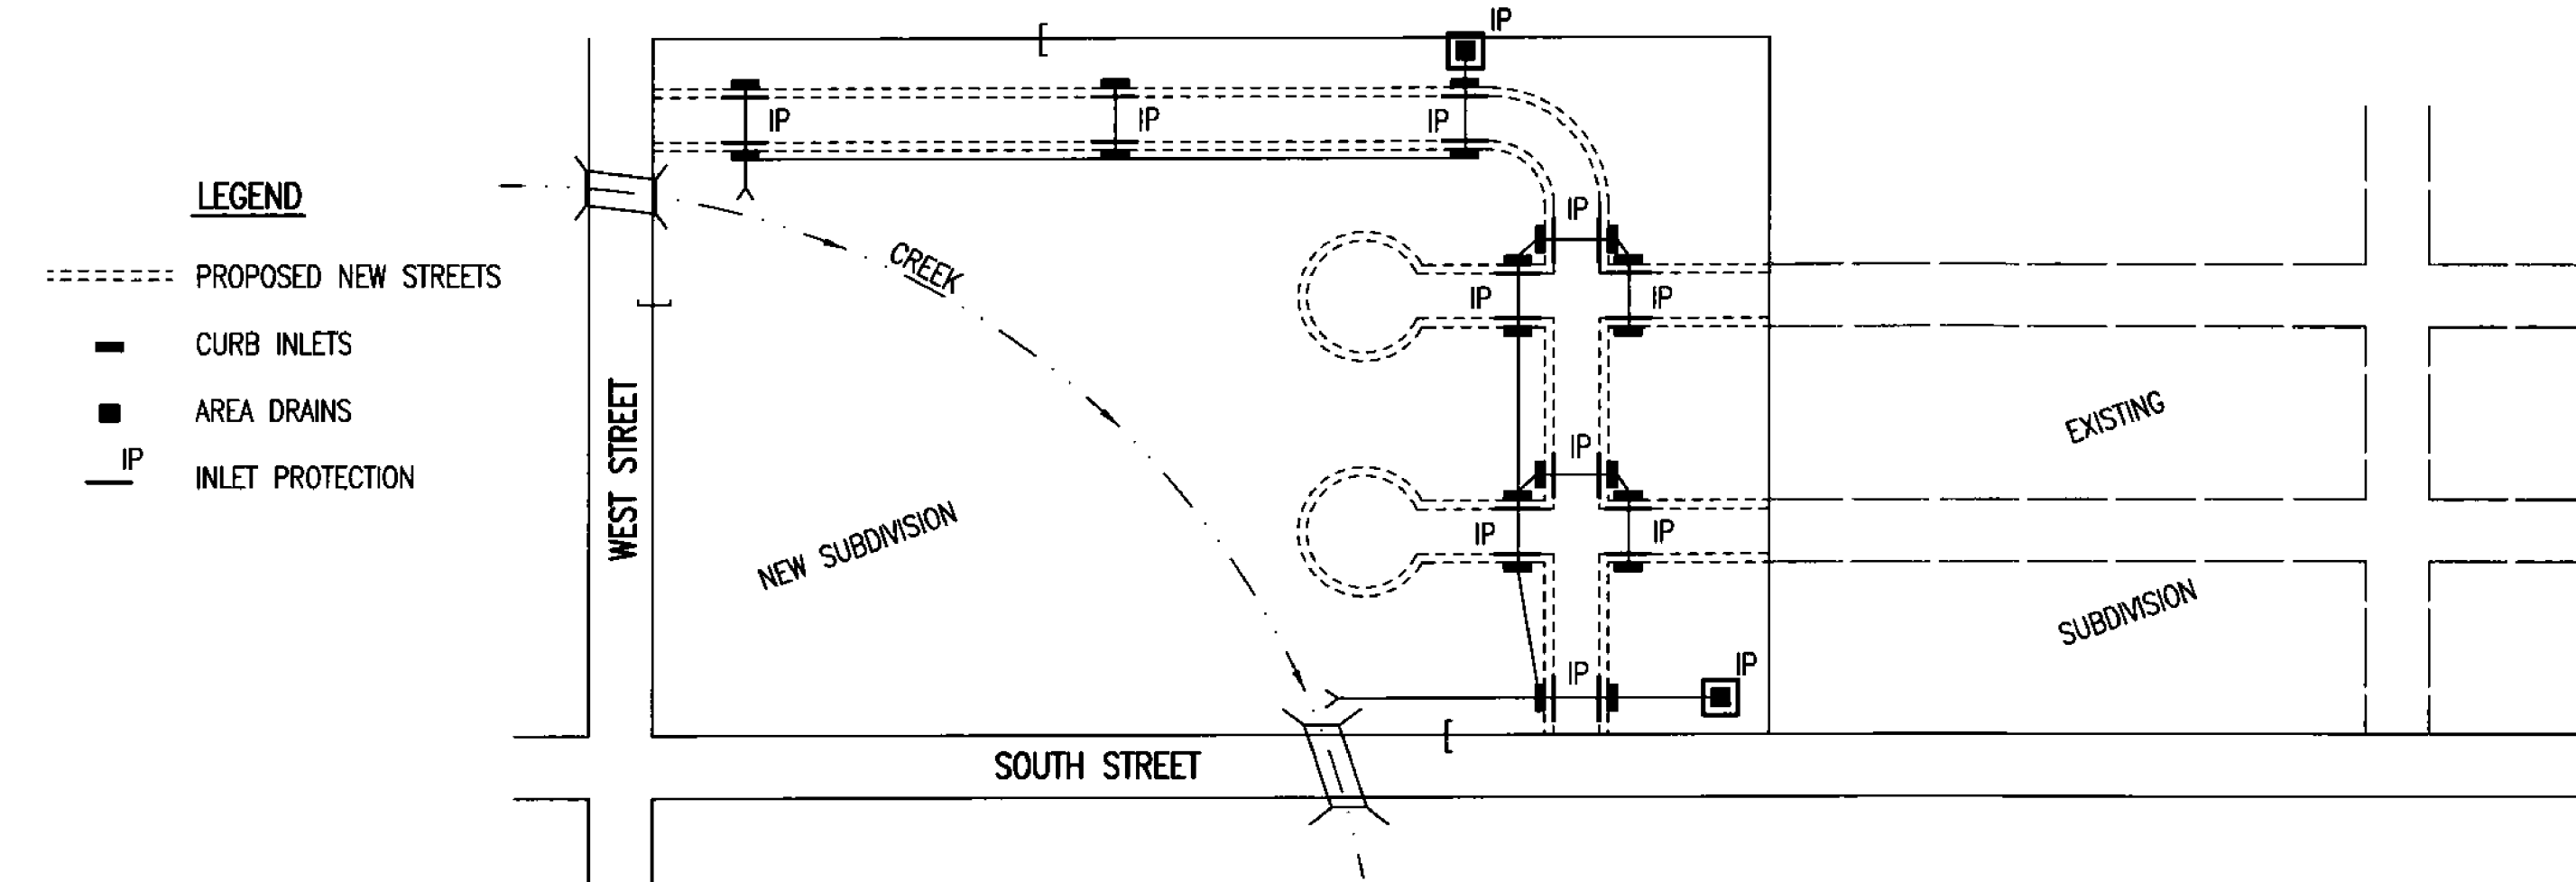 IP
IP
IP
IP
LEGEND
IP
PROPOSED NEW STREETS
CREEK
IP
IP
CURB INLETS
AREA DRAINS
EXISTING
IP
INLET PROTECTION
WEST STREET
IP
IP
IP
NEW SUBDIVISION
SUBDIVISION
IP
IP
SOUTH STREET